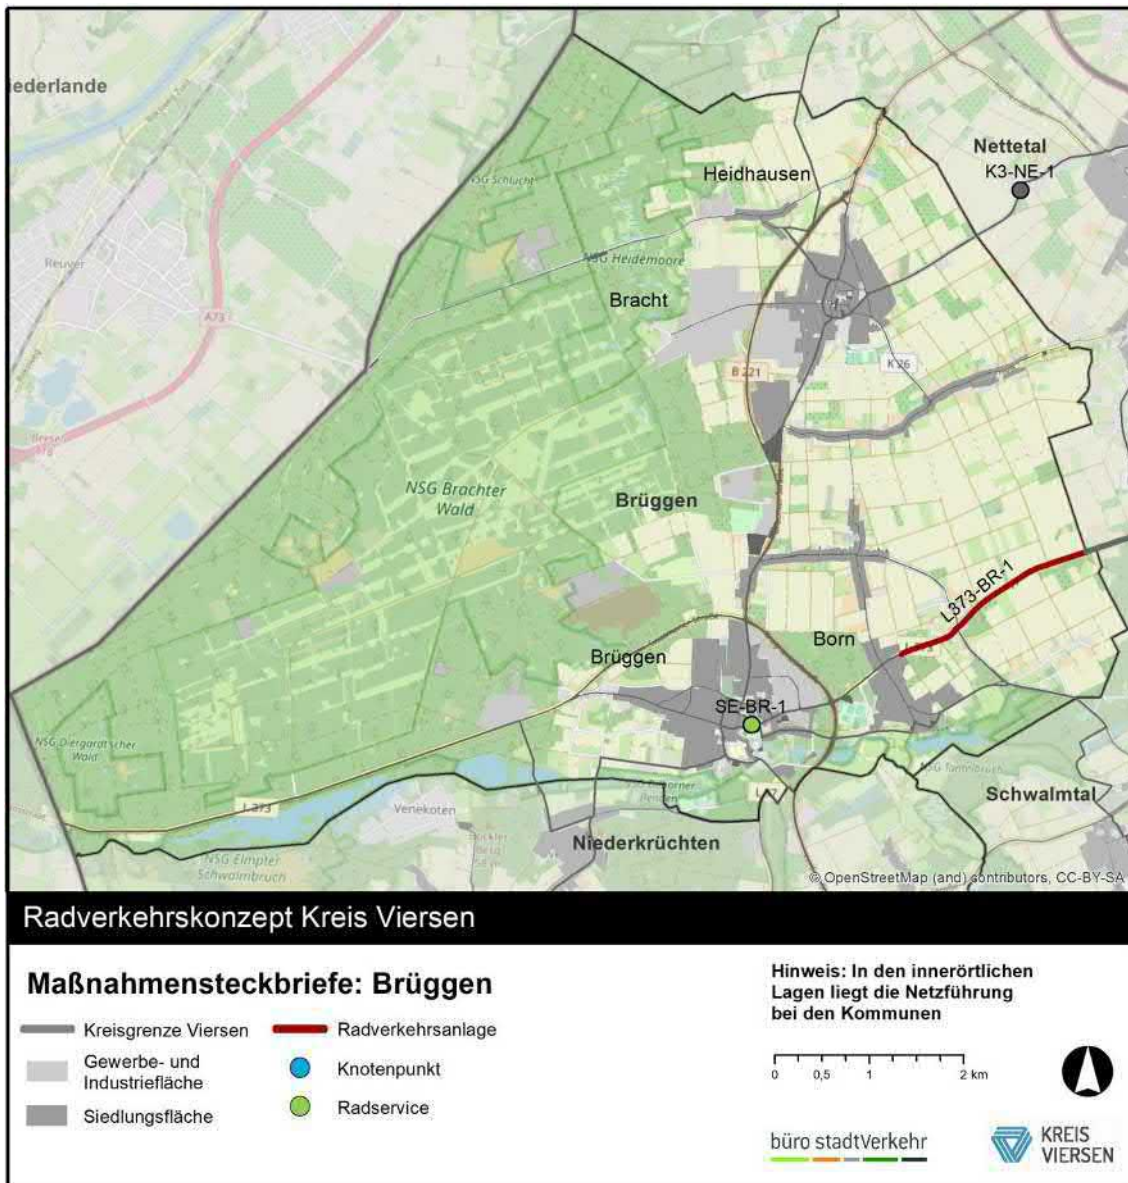 iederlande
Nettetal
K3-NE-1
Heidhausen
NSG Schlucht
Reuver
NSG Heidemoore
Bracht
A73
B 221
K 26
NSG Brachter
Wald
Brüggen
L373-BR-1
Born
Brüggen
SE-BR-1
NSG Diergardt'scher
Wald
L 373
Venekoten
NSG Tantelbruch
Schwalmtal
Niederkrüchten
NSG Elmpter
Schwalmbruch
© OpenStreetMap (and) contributors, CC-BY-SA
Radverkehrskonzept Kreis Viersen
Maßnahmensteckbriefe: Brüggen
Kreisgrenze Viersen
Radverkehrsanlage
Gewerbe- und
Industriefläche
Knotenpunkt
Siedlungsfläche
Radservice
Hinweis: In den innerörtlichen
Lagen liegt die Netzführung
bei den Kommunen
0 0,5 1 2 km
büro stadtVerkehr
KREIS
VIERSEN